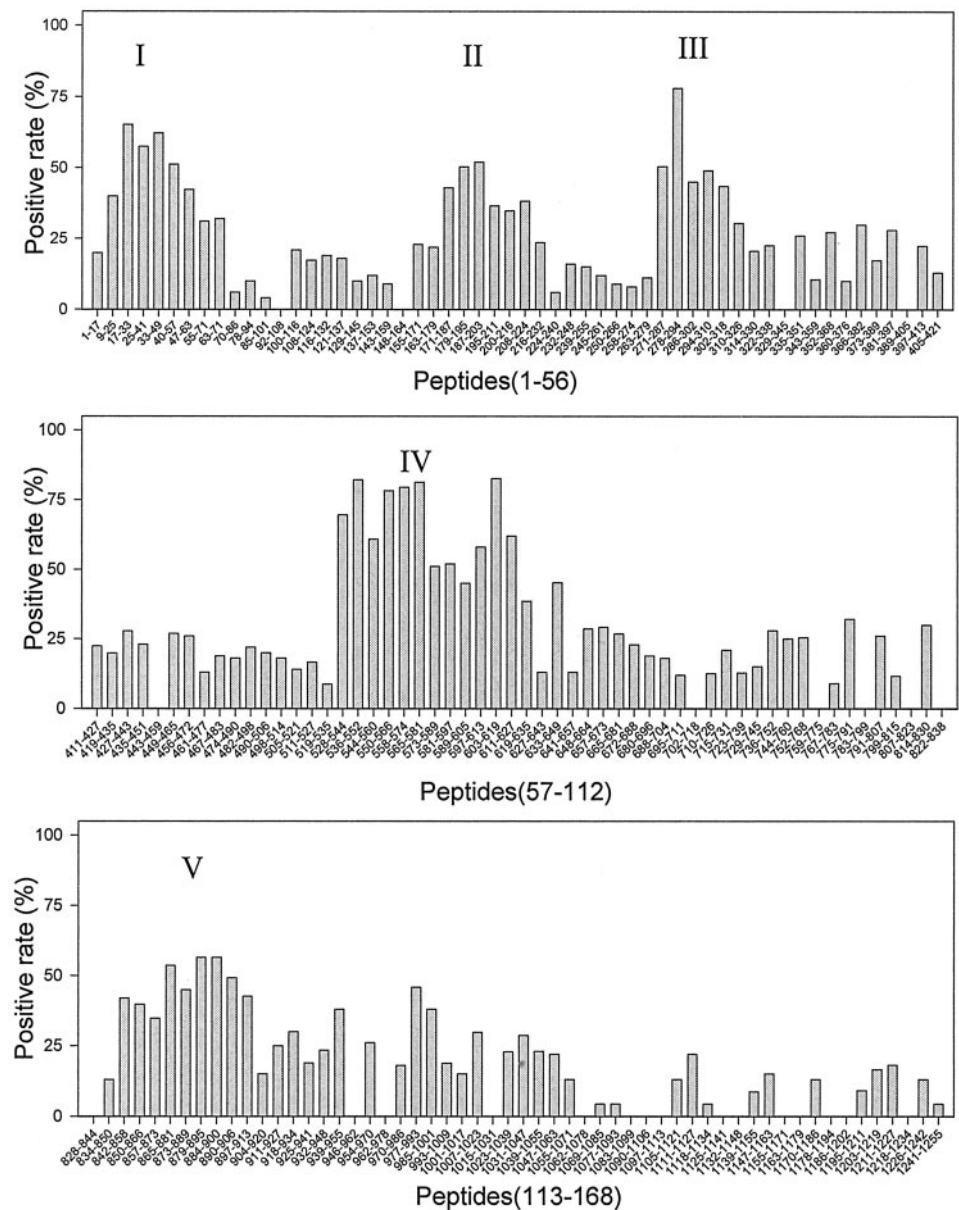 100
75
50
25
0
Positive rate (%)
I II III
1-17 9-25 17-33 25-41 33-49 40-57 47-63 55-71 63-71 70-86 78-94 85-101 92-108 100-116 108-124 116-132 121-137 129-145 137-153 143-159 148-164 155-171 163-179 171-187 179-195 187-203 195-211 200-216 208-224 216-232 224-240 232-248 239-255 245-261 250-266 258-274 263-279 271-287 278-294 286-302 294-310 302-318 310-326 314-330 322-338 329-345 335-351 343-359 352-368 360-376 366-382 373-389 381-397 389-405 397-413 405-421
Peptides(1-56)
100
75
50
25
0
Positive rate (%)
IV
411-427 419-435 427-443 435-451 443-459 449-465 456-472 461-477 467-483 474-490 482-498 490-506 498-514 505-521 511-527 519-535 528-544 536-552 544-560 550-566 558-574 565-581 573-589 581-597 589-605 597-613 603-619 611-627 619-635 627-643 633-649 641-657 648-664 657-673 665-681 672-688 680-696 688-704 695-711 702-718 710-726 715-731 723-739 729-745 736-752 744-760 752-768 759-775 767-783 775-791 783-799 791-807 799-815 807-823 814-830 822-838
Peptides(57-112)
100
75
50
25
0
Positive rate (%)
V
828-844 834-850 842-858 850-866 857-873 865-881 873-889 879-895 884-900 890-906 897-913 904-920 911-927 918-934 925-941 932-948 939-955 946-962 954-970 962-978 970-986 977-993 985-1001 993-1009 1001-1017 1007-1023 1015-1031 1023-1039 1031-1047 1039-1055 1047-1063 1055-1071 1062-1078 1069-1085 1077-1093 1083-1099 1090-1106 1097-1113 1105-1121 1111-1127 1118-1134 1125-1141 1132-1148 1139-1155 1147-1163 1155-1171 1163-1179 1170-1186 1178-1194 1186-1202 1195-1211 1203-1219 1211-1227 1218-1234 1226-1242 1241-1255
Peptides(113-168)